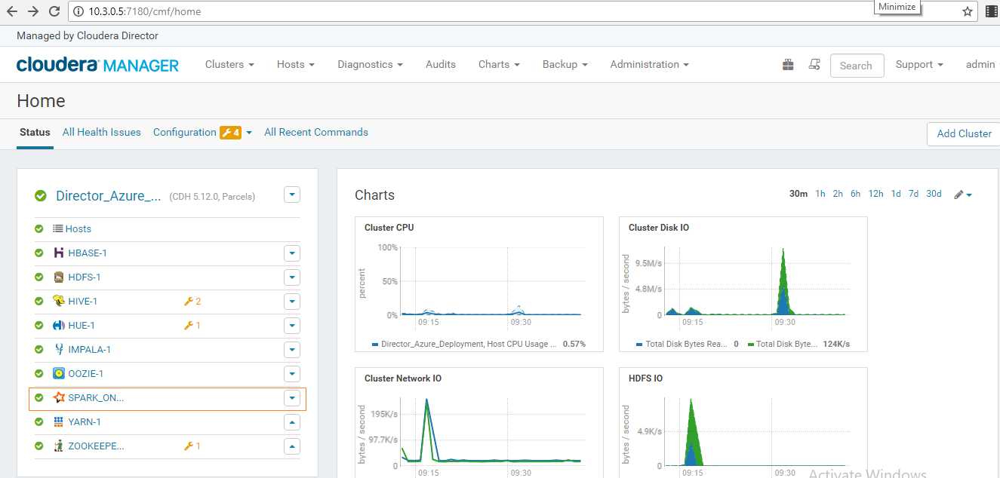 10.3.0.5:7180/cmf/home
Minimize
Managed by Cloudera Director
cloudera MANAGER Clusters Hosts Diagnostics Audits Charts Backup Administration Search Support admin
Home
Status All Health Issues Configuration 4 All Recent Commands Add Cluster
Director_Azure_... (CDH 5.12.0, Parcels)
Hosts
HBASE-1
HDFS-1
HIVE-1 2
HUE-1 1
IMPALA-1
OOZIE-1
SPARK_ON...
YARN-1
ZOOKEEPE... 1
Charts 30m 1h 2h 6h 12h 1d 7d 30d
Cluster CPU
percent
100%
50%
0%
09:15 09:30
Director_Azure_Deployment, Host CPU Usage ... 0.57%
Cluster Disk IO
bytes / second
9.5M/s
4.8M/s
0
09:15 09:30
Total Disk Bytes Rea... 0 Total Disk Byte... 124K/s
Cluster Network IO
bytes / second
195K/s
97.7K/s
0
09:15 09:30
HDFS IO
bytes / second
4.9K/s
0
09:15 09:30
Activate Windows